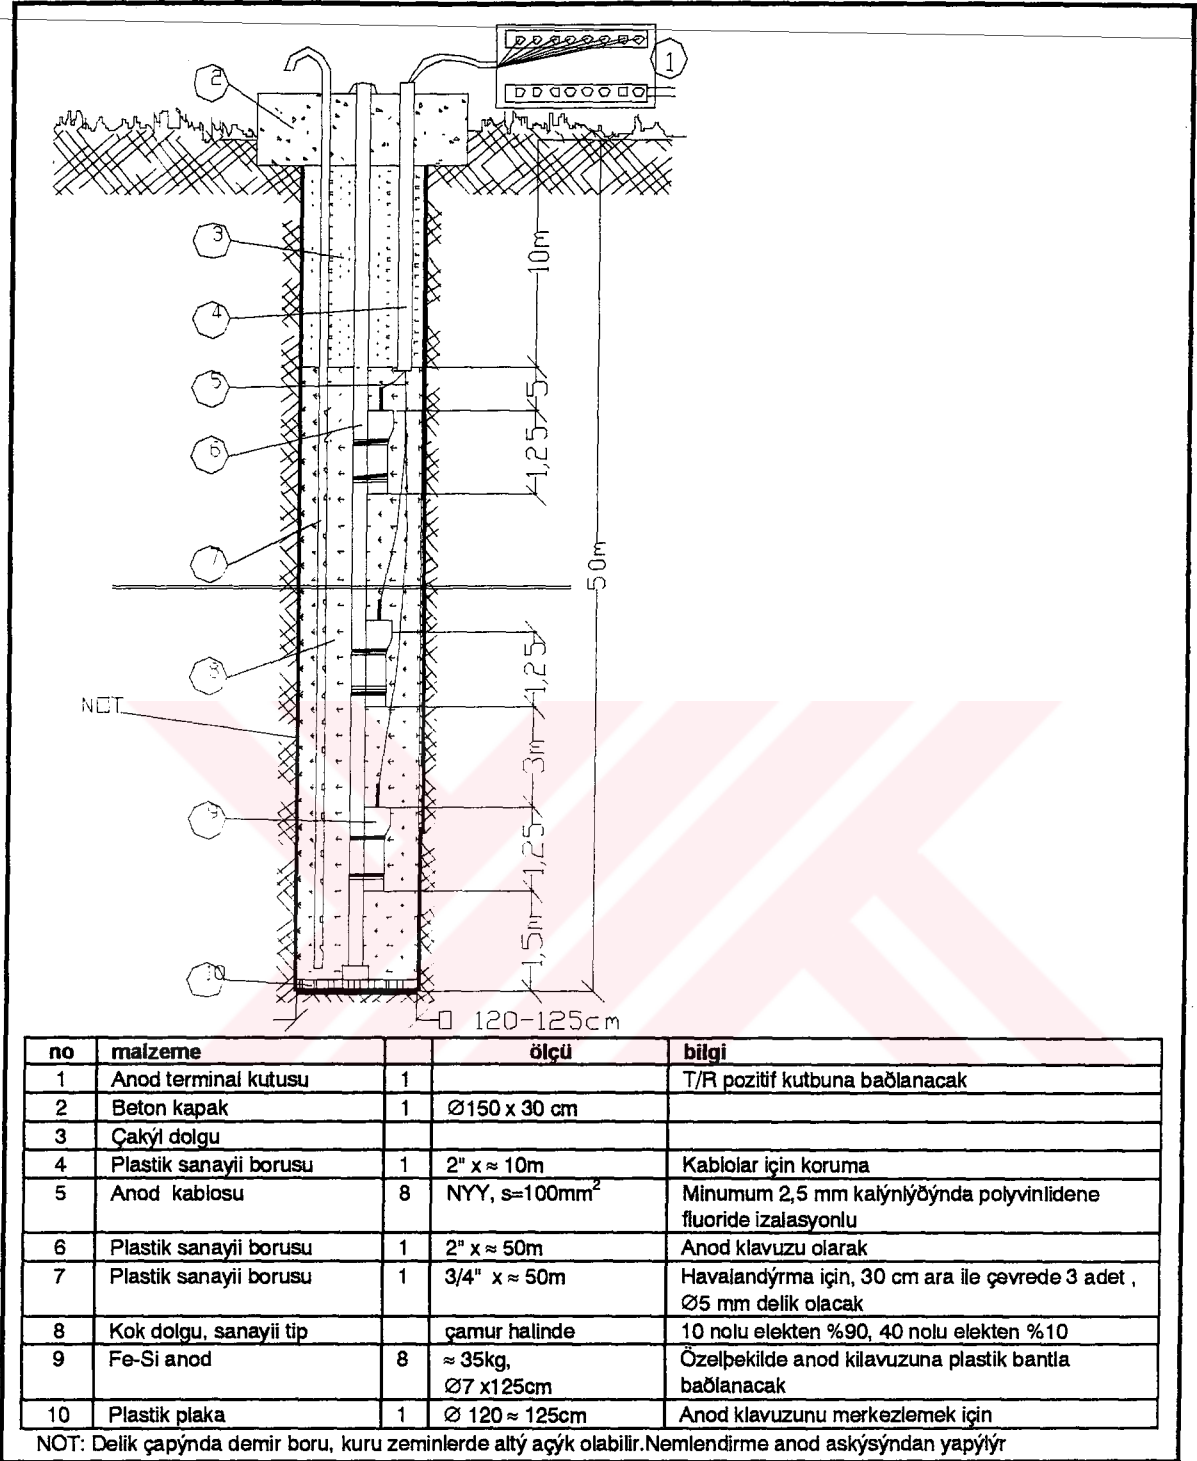 1
2
3
4
5
6
7
8
9
10
NOT
10m
5
1,25
50m
1,25
3m
1,25
1,5m
120-125cm
no malzeme ölçü bilgi
1 Anod terminal kutusu 1 T/R pozitif kutbuna baðlanacak
2 Beton kapak 1 Ø150 x 30 cm
3 Çakýl dolgu
4 Plastik sanayii borusu 1 2" x ≈ 10m Kablolar için koruma
5 Anod kablosu 8 NYY, s=100mm² Minumum 2,5 mm kalýnlýðýnda polyvinlidene
fluoride izalasyonlu
6 Plastik sanayii borusu 1 2" x ≈ 50m Anod klavuzu olarak
7 Plastik sanayii borusu 1 3/4" x ≈ 50m Havalandýrma için, 30 cm ara ile çevrede 3 adet ,
Ø5 mm delik olacak
8 Kok dolgu, sanayii tip çamur halinde 10 nolu elekten %90, 40 nolu elekten %10
9 Fe-Si anod 8 ≈ 35kg, Özelþekilde anod kilavuzuna plastik bantla
Ø7 x125cm baðlanacak
10 Plastik plaka 1 Ø 120 ≈ 125cm Anod klavuzunu merkezlemek için
NOT: Delik çapýnda demir boru, kuru zeminlerde altý açýk olabilir.Nemlendirme anod askýsýndan yapýlýr